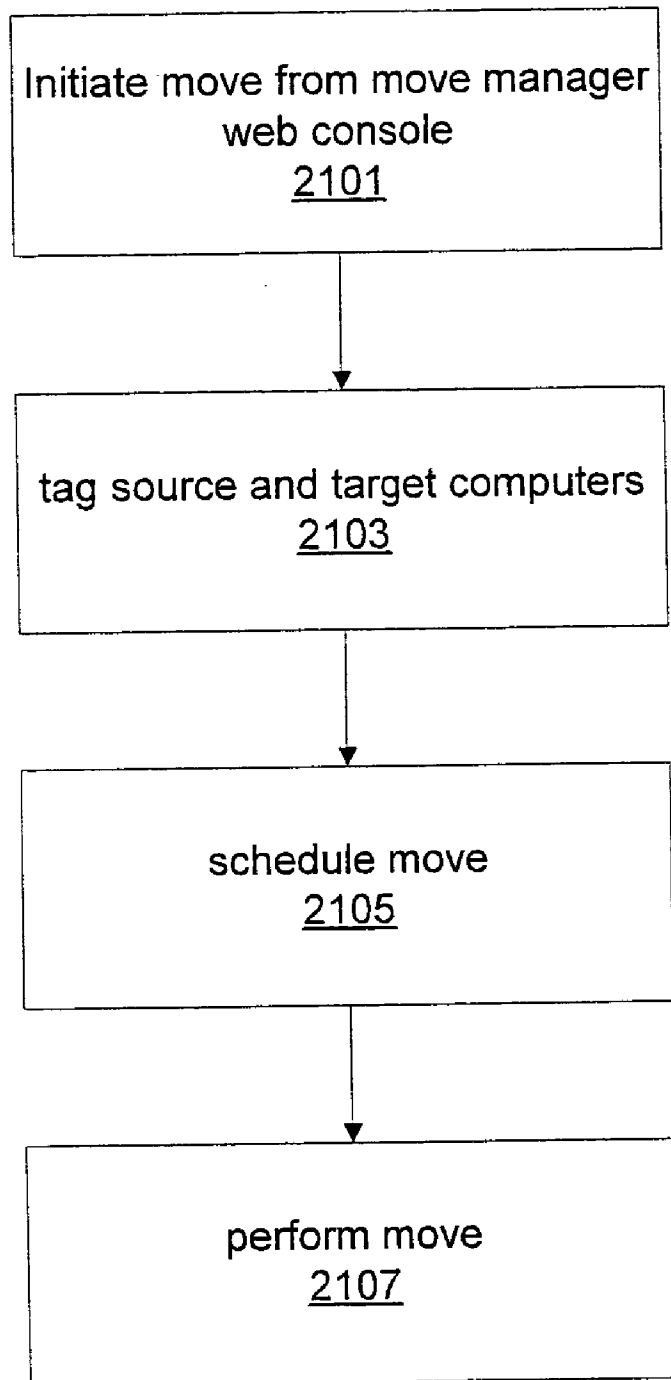 Initiate move from move manager
web console
2101
tag source and target computers
2103
schedule move
2105
perform move
2107